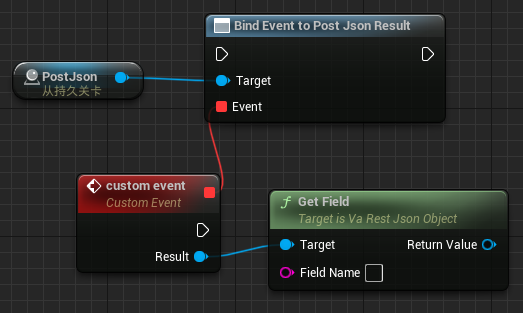 Bind Event to Post Json Result
PostJson
从持久关卡
Target
Event
custom event
Custom Event
Result
Get Field
Target is Va Rest Json Object
Target
Return Value
Field Name